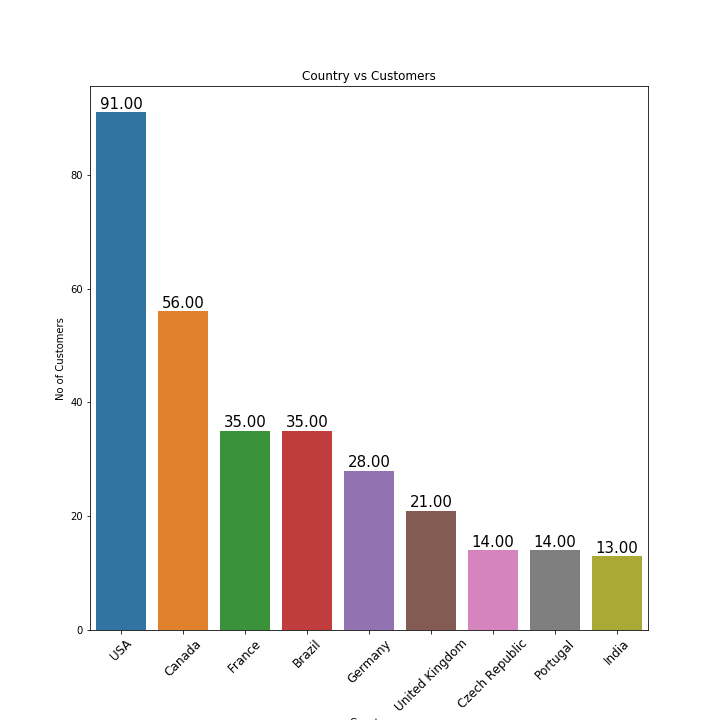 Country vs Customers
No of Customers
80
60
40
20
0
91.00
56.00
35.00
35.00
28.00
21.00
14.00
14.00
13.00
USA
Canada
France
Brazil
Germany
United Kingdom
Czech Republic
Portugal
India